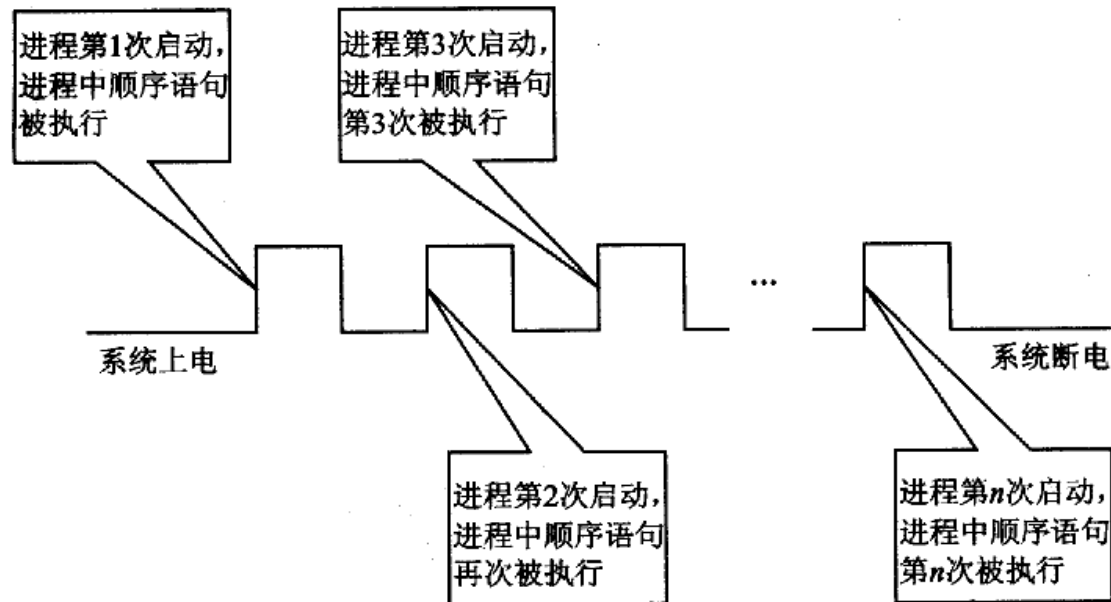 进程第1次启动，
进程中顺序语句
被执行
进程第3次启动，
进程中顺序语句
第3次被执行
...
系统上电
系统断电
进程第2次启动，
进程中顺序语句
再次被执行
进程第n次启动，
进程中顺序语句
第n次被执行